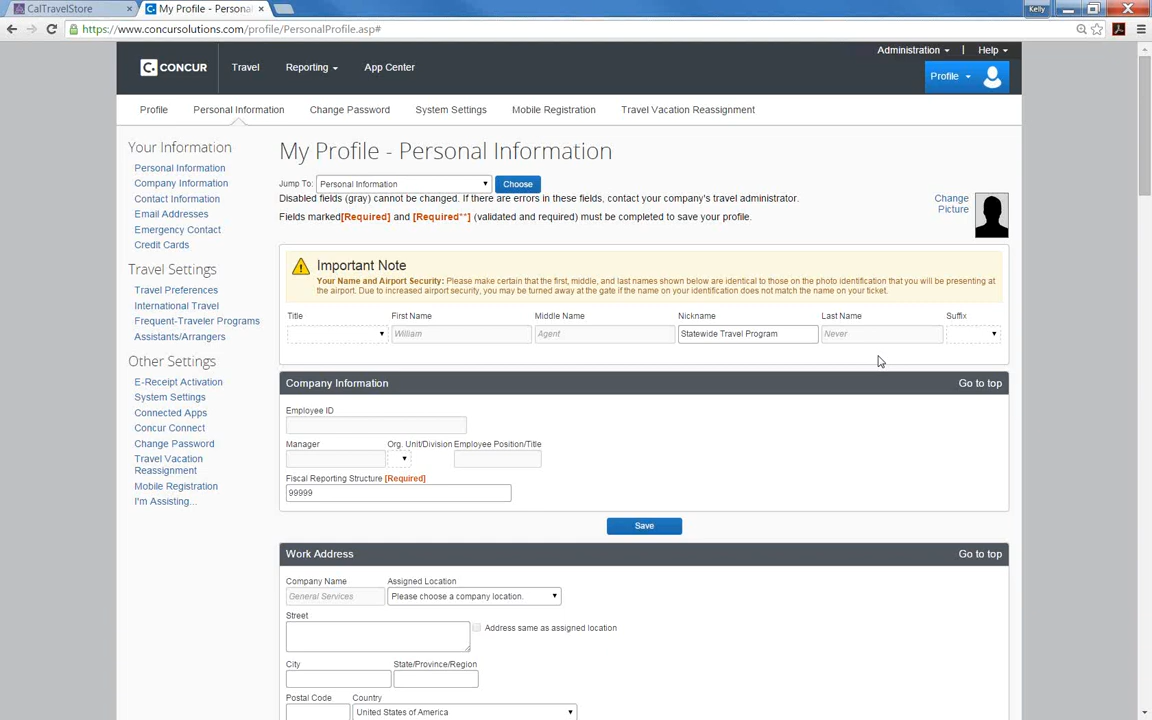 CalTravelStore
My Profile - Persona
Kelly
https://www.concursolutions.com/profile/PersonalProfile.asp#
Administration | Help
CONCUR
Travel
Reporting
App Center
Profile
Profile
Personal Information
Change Password
System Settings
Mobile Registration
Travel Vacation Reassignment
Your Information
Personal Information
Company Information
Contact Information
Email Addresses
Emergency Contact
Credit Cards
Travel Settings
Travel Preferences
International Travel
Frequent-Traveler Programs
Assistants/Arrangers
Other Settings
E-Receipt Activation
System Settings
Connected Apps
Concur Connect
Change Password
Travel Vacation
Reassignment
Mobile Registration
I'm Assisting...
My Profile - Personal Information
Jump To: Personal Information Choose
Disabled fields (gray) cannot be changed. If there are errors in these fields, contact your company's travel administrator.
Fields marked[Required] and [Required**] (validated and required) must be completed to save your profile.
Change
Picture
Important Note
Your Name and Airport Security: Please make certain that the first, middle, and last names shown below are identical to those on the photo identification that you will be presenting at
the airport. Due to increased airport security, you may be turned away at the gate if the name on your identification does not match the name on your ticket.
Title First Name Middle Name Nickname Last Name Suffix
William Agent Statewide Travel Program Never
Company Information Go to top
Employee ID
Manager Org. Unit/Division Employee Position/Title
Fiscal Reporting Structure [Required]
99999
Save
Work Address Go to top
Company Name Assigned Location
General Services Please choose a company location.
Street
Address same as assigned location
City State/Province/Region
Postal Code Country
United States of America